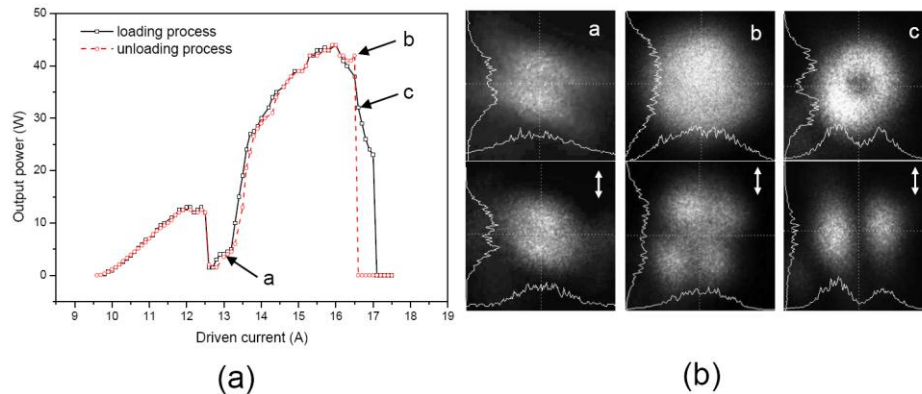 50
40
30
20
10
0
Output power (W)
loading process
unloading process
b
c
a
9 10 11 12 13 14 15 16 17 18 19
Driven current (A)
(a)
a
b
c
(b)